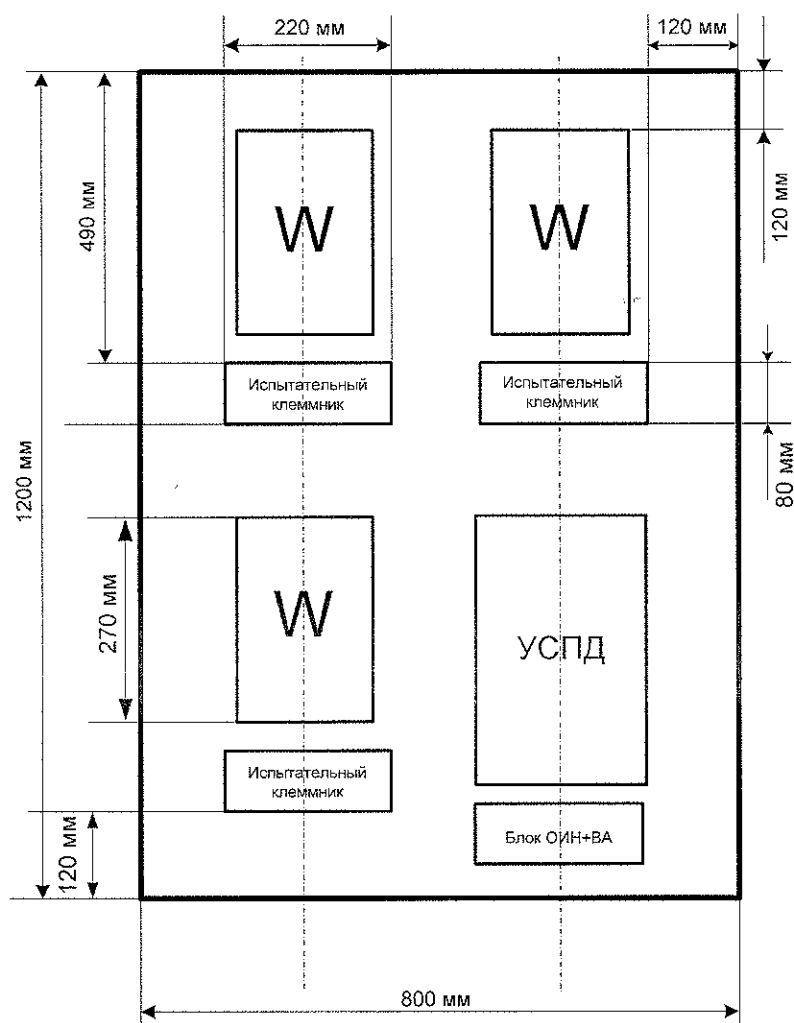 220 мм
120 мм
490 мм
W
W
120 мм
Испытательный
клеммник
Испытательный
клеммник
1200 мм
80 мм
270 мм
W
УСПД
Испытательный
клеммник
120 мм
Блок ОИН+ВА
800 мм